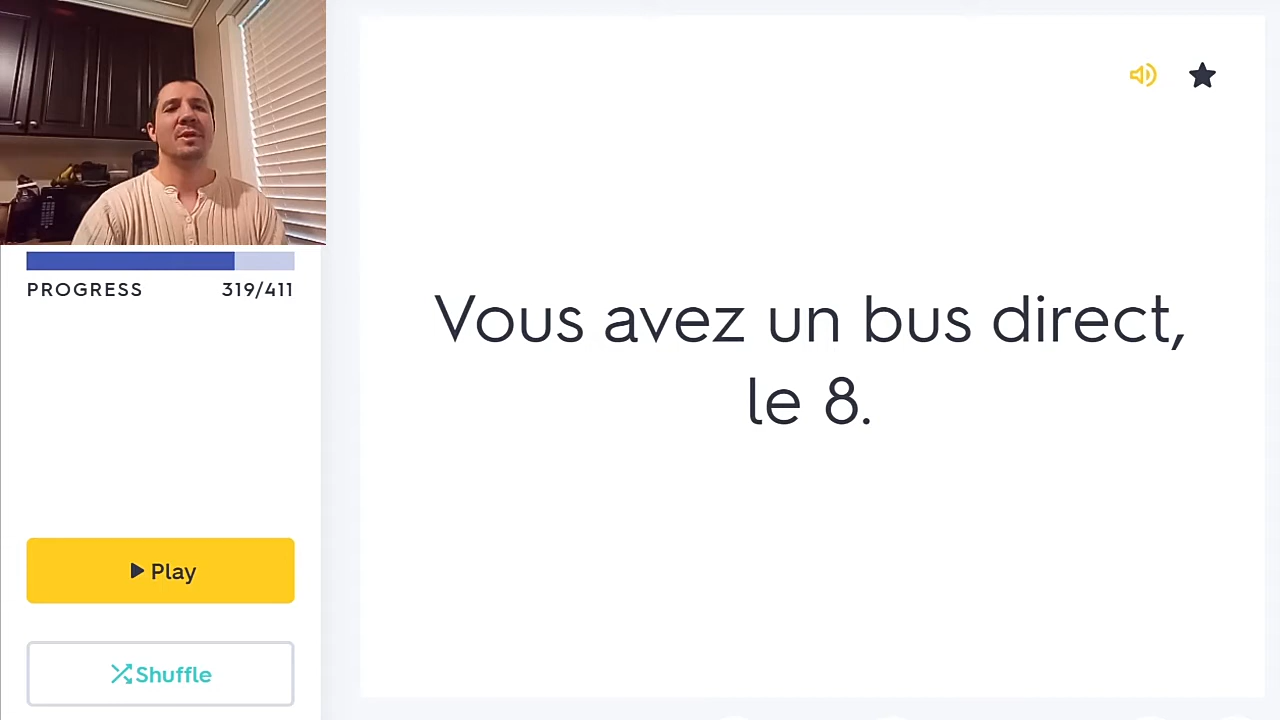 PROGRESS 319/411
Play
Shuffle
Vous avez un bus direct,
le 8.